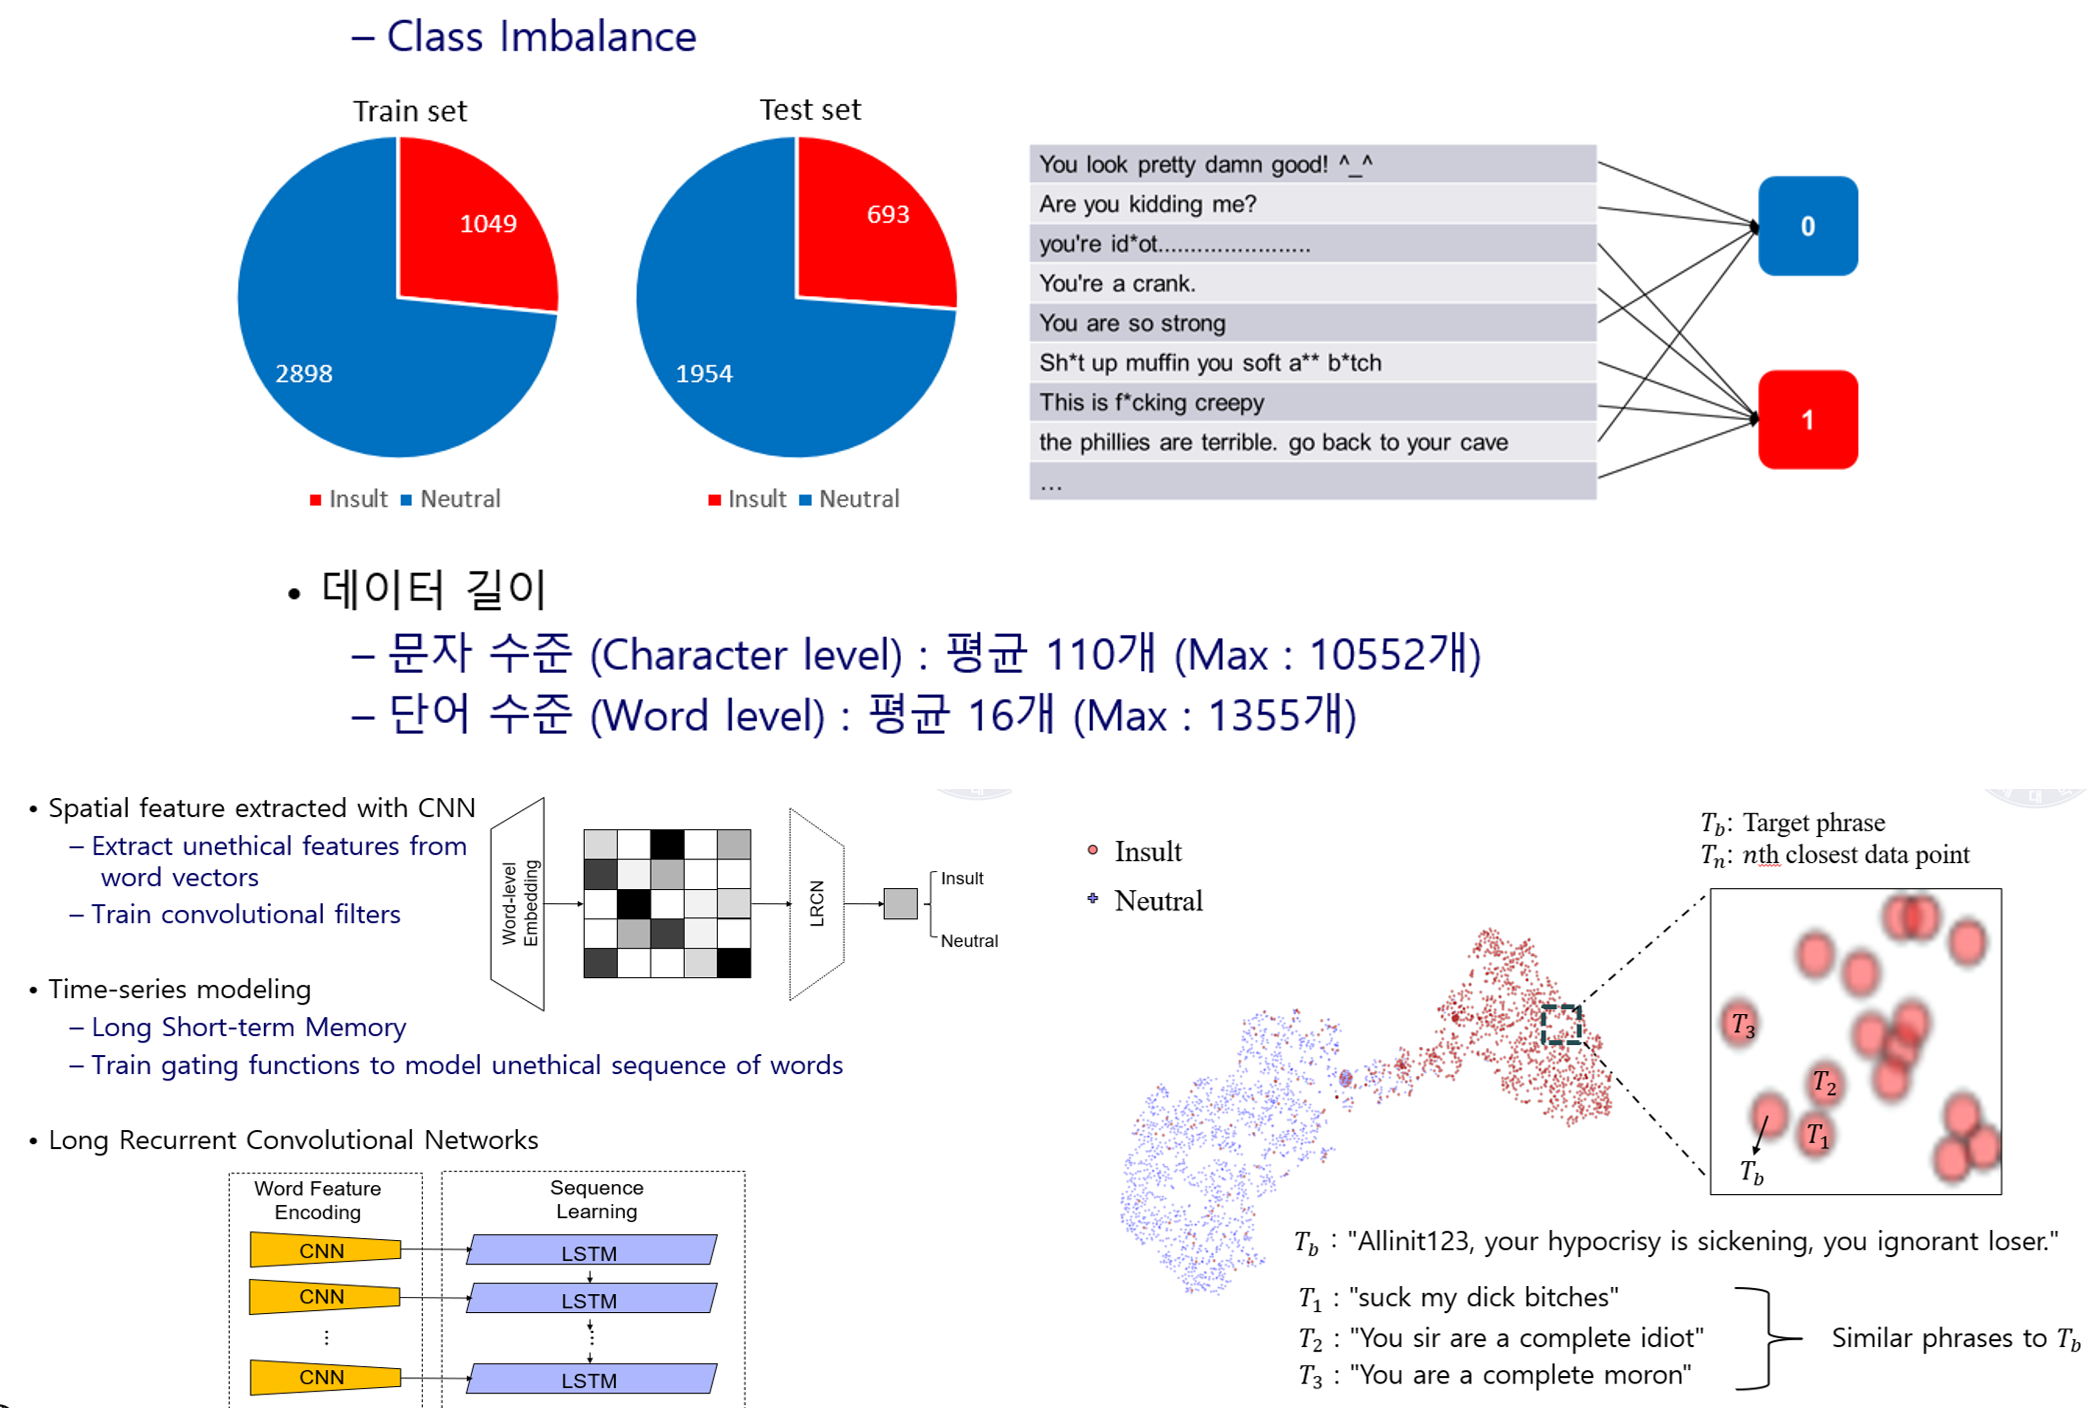 – Class Imbalance
Train set
1049
2898
Insult Neutral
Test set
693
1954
Insult Neutral
You look pretty damn good! ^_^
Are you kidding me?
you're id*ot.......................
You're a crank.
You are so strong
Sh*t up muffin you soft a** b*tch
This is f*cking creepy
the phillies are terrible. go back to your cave
...
0
1
• 데이터 길이
– 문자 수준 (Character level) : 평균 110개 (Max : 10552개)
– 단어 수준 (Word level) : 평균 16개 (Max : 1355개)
• Spatial feature extracted with CNN
– Extract unethical features from
word vectors
– Train convolutional filters
Word-level
Embedding
LRCN
Insult
Neutral
• Time-series modeling
– Long Short-term Memory
– Train gating functions to model unethical sequence of words
• Long Recurrent Convolutional Networks
Word Feature
Encoding
Sequence
Learning
CNN
LSTM
CNN
LSTM
⋮
⋮
CNN
LSTM
Insult
Neutral
T_b: Target phrase
T_n: nth closest data point
T_3
T_2
T_1
T_b
T_b : "Allinit123, your hypocrisy is sickening, you ignorant loser."
T_1 : "suck my dick bitches"
T_2 : "You sir are a complete idiot"
T_3 : "You are a complete moron"
Similar phrases to T_b